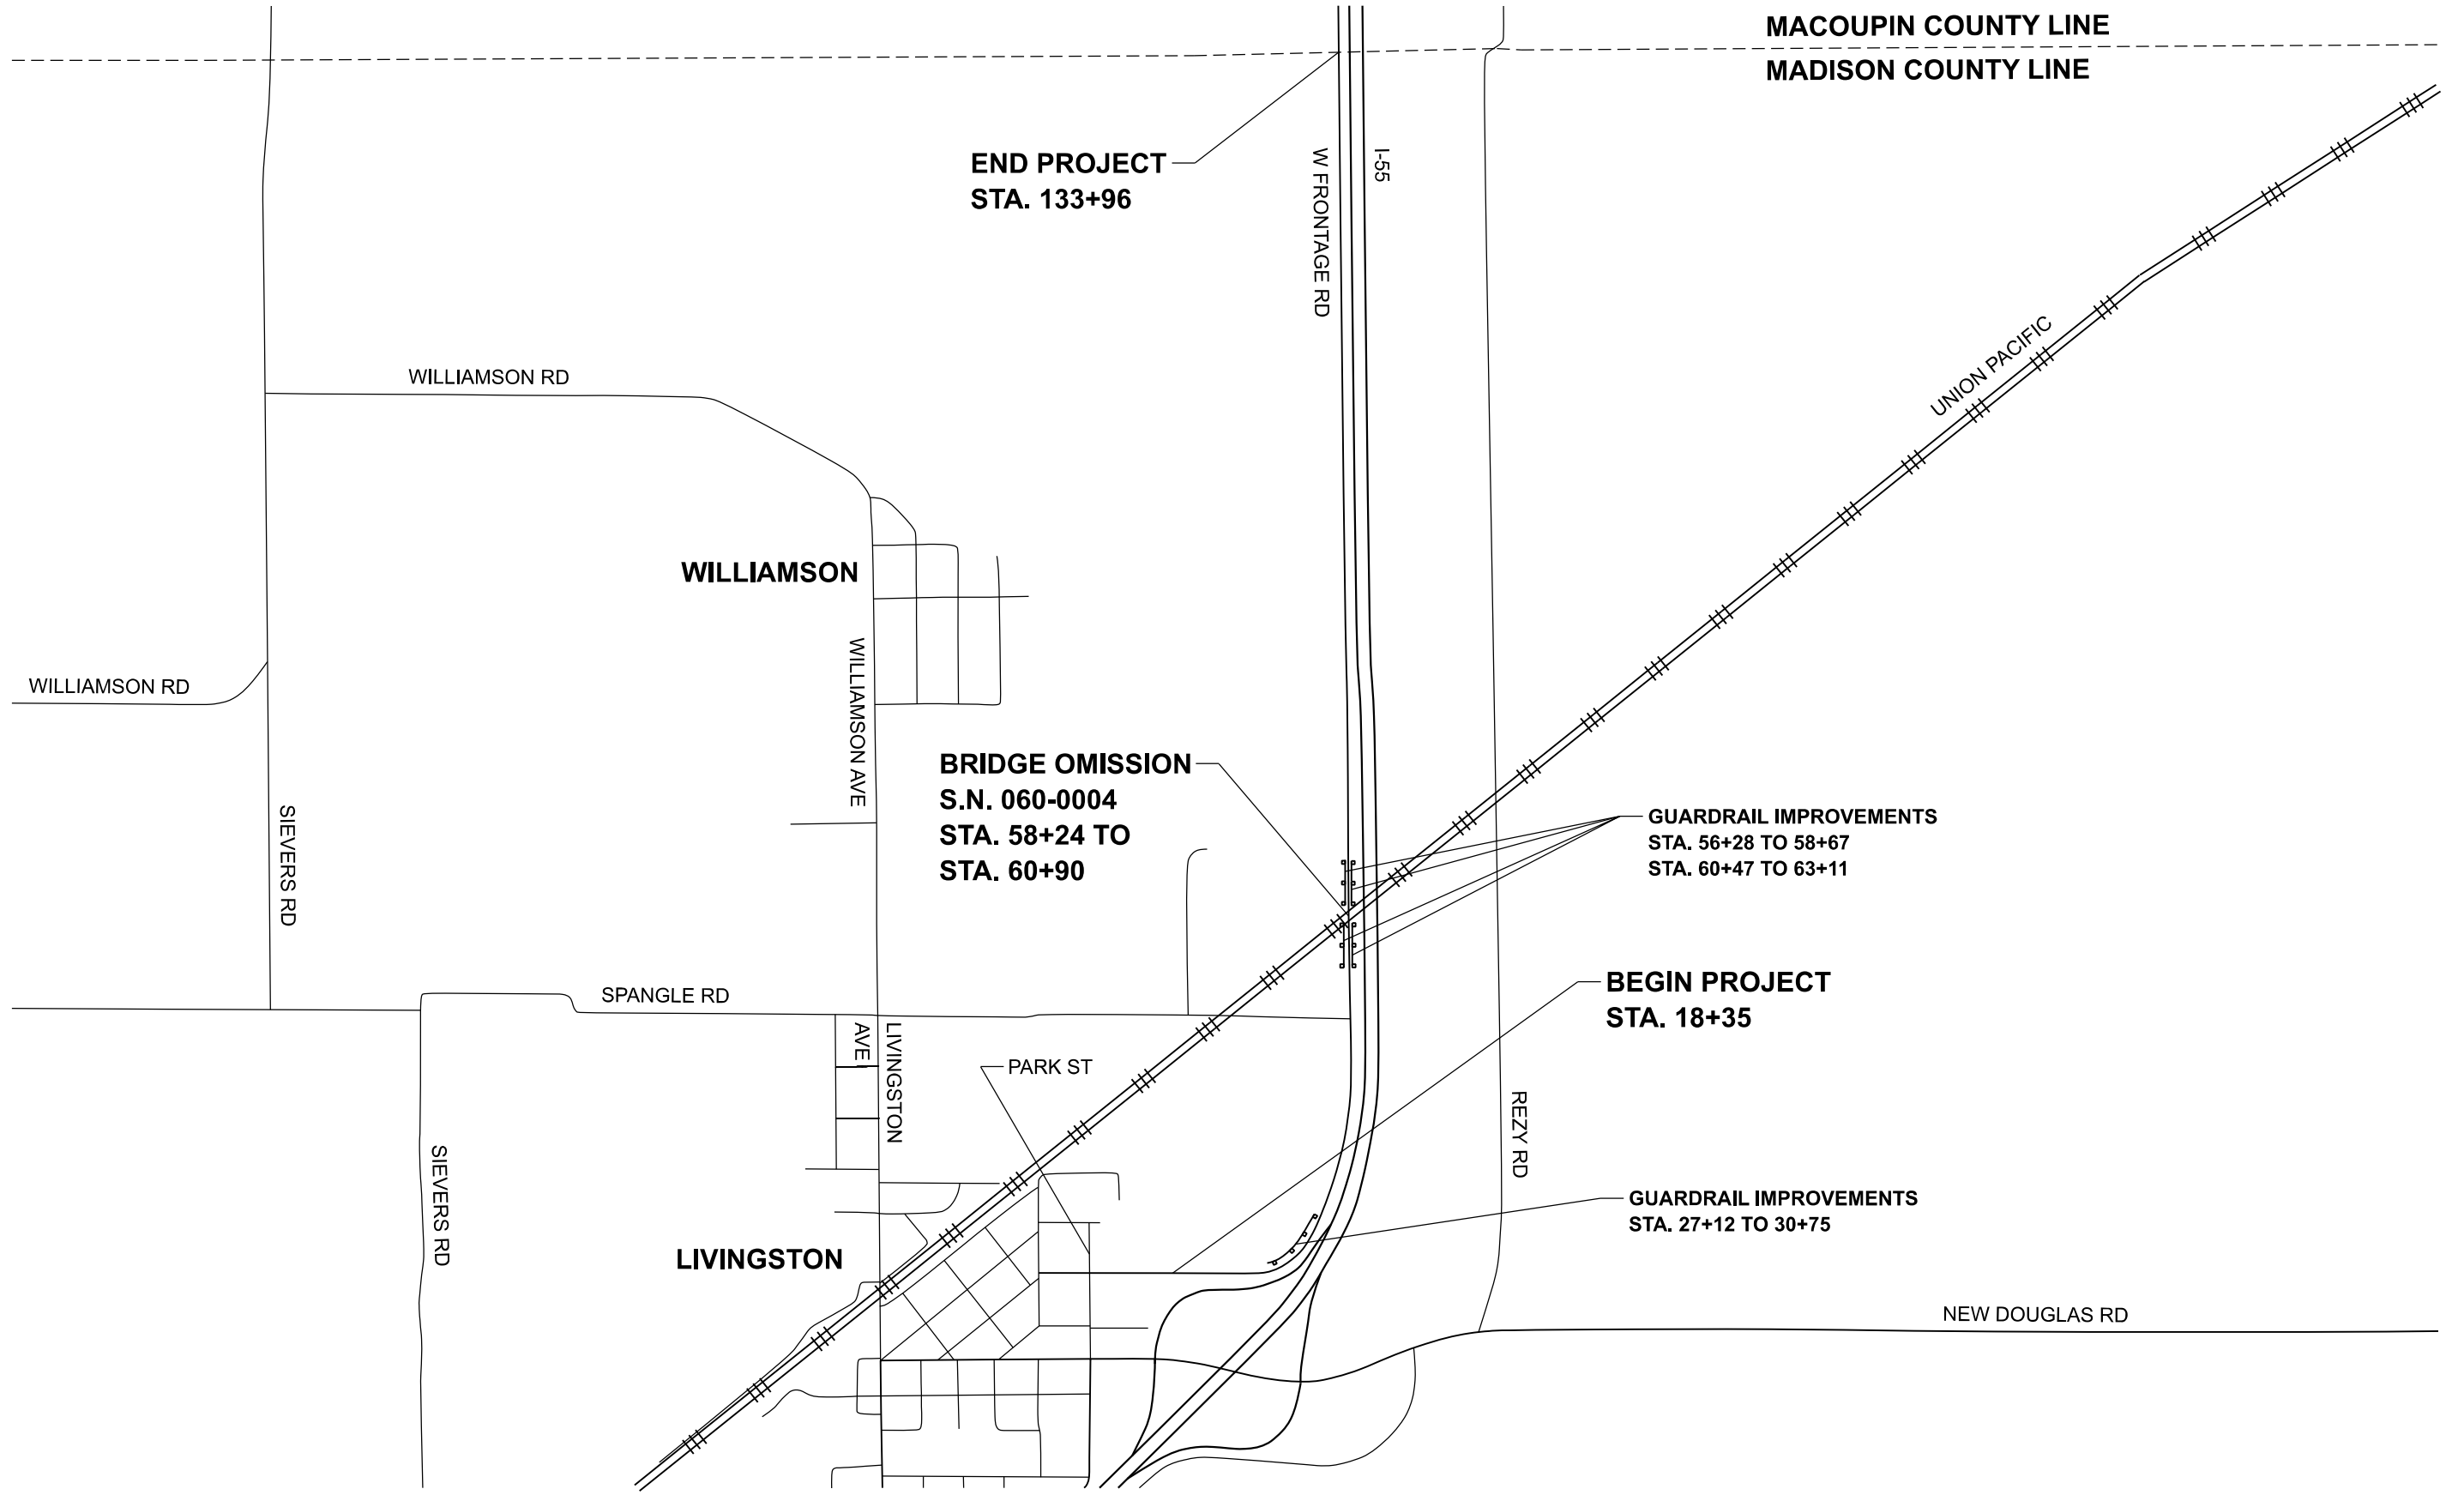 MACOUPIN COUNTY LINE
MADISON COUNTY LINE
END PROJECT
STA. 133+96
W FRONTAGE RD
I-55
UNION PACIFIC
WILLIAMSON RD
WILLIAMSON
WILLIAMSON AVE
WILLIAMSON RD
BRIDGE OMISSION
S.N. 060-0004
STA. 58+24 TO
STA. 60+90
GUARDRAIL IMPROVEMENTS
STA. 56+28 TO 58+67
STA. 60+47 TO 63+11
SIEVERS RD
SPANGLE RD
BEGIN PROJECT
STA. 18+35
LIVINGSTON
AVE
PARK ST
REZY RD
SIEVERS RD
GUARDRAIL IMPROVEMENTS
STA. 27+12 TO 30+75
LIVINGSTON
NEW DOUGLAS RD